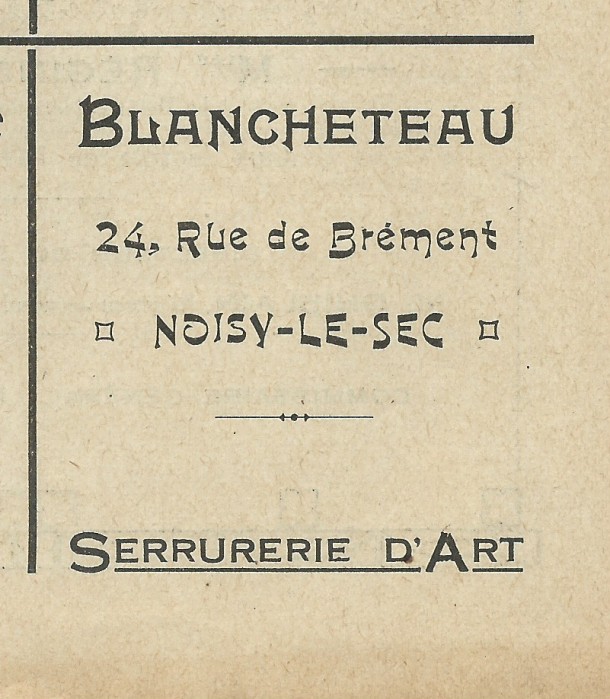 BLANCHETEAU
24, Rue de Brément
NOISY-LE-SEC
SERRURERIE D'ART